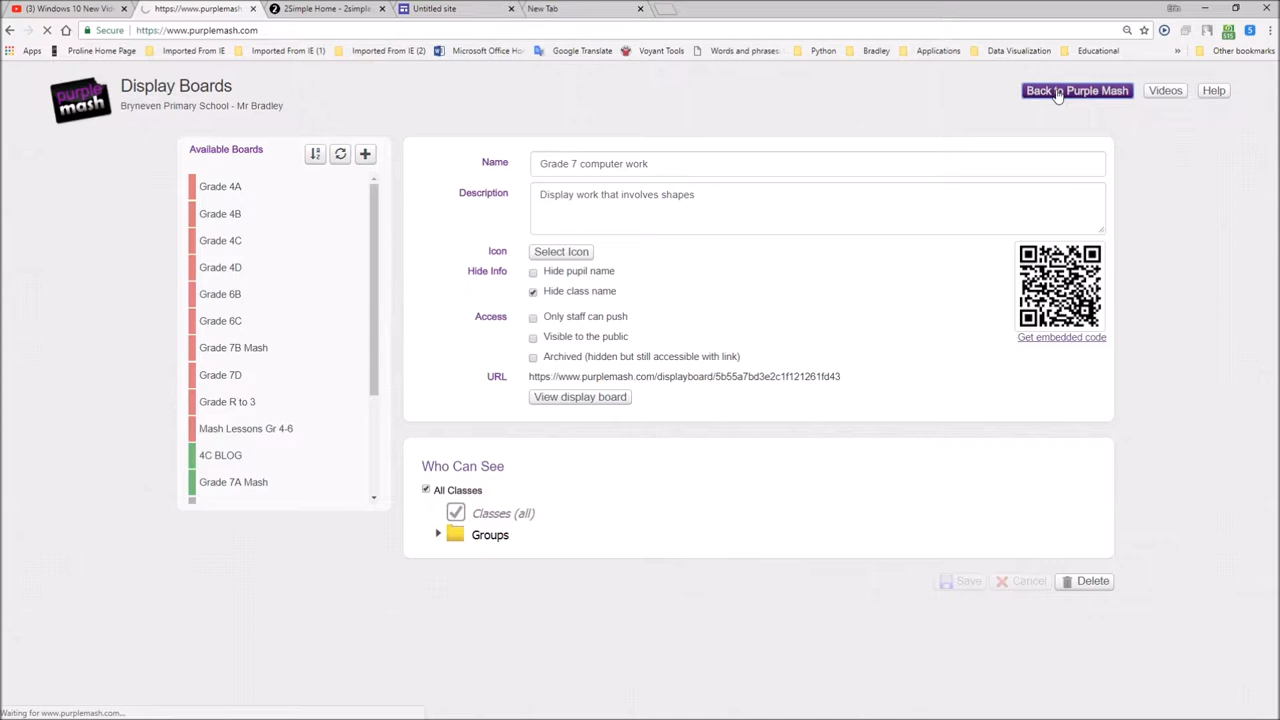 (3) Windows 10 New Vid
https://www.purplemash
2Simple Home - 2simple
Untitled site
New Tab
Secure
https://www.purplemash.com
Apps
Proline Home Page
Imported From IE
Imported From IE (1)
Imported From IE (2)
Microsoft Office Ho
Google Translate
Voyant Tools
Words and phrases
Python
Bradley
Applications
Data Visualization
Educational
»
Other bookmarks
purple
mash
Display Boards
Bryneven Primary School - Mr Bradley
Back to Purple Mash
Videos
Help
Available Boards
Grade 4A
Grade 4B
Grade 4C
Grade 4D
Grade 6B
Grade 6C
Grade 7B Mash
Grade 7D
Grade R to 3
Mash Lessons Gr 4-6
4C BLOG
Grade 7A Mash
Name
Grade 7 computer work
Description
Display work that involves shapes
Icon
Select Icon
Hide Info
Hide pupil name
Hide class name
Access
Only staff can push
Visible to the public
Archived (hidden but still accessible with link)
URL
https://www.purplemash.com/displayboard/5b55a7bd3e2c1f121261fd43
View display board
Get embedded code
Who Can See
All Classes
Classes (all)
Groups
Save
Cancel
Delete
Waiting for www.purplemash.com...